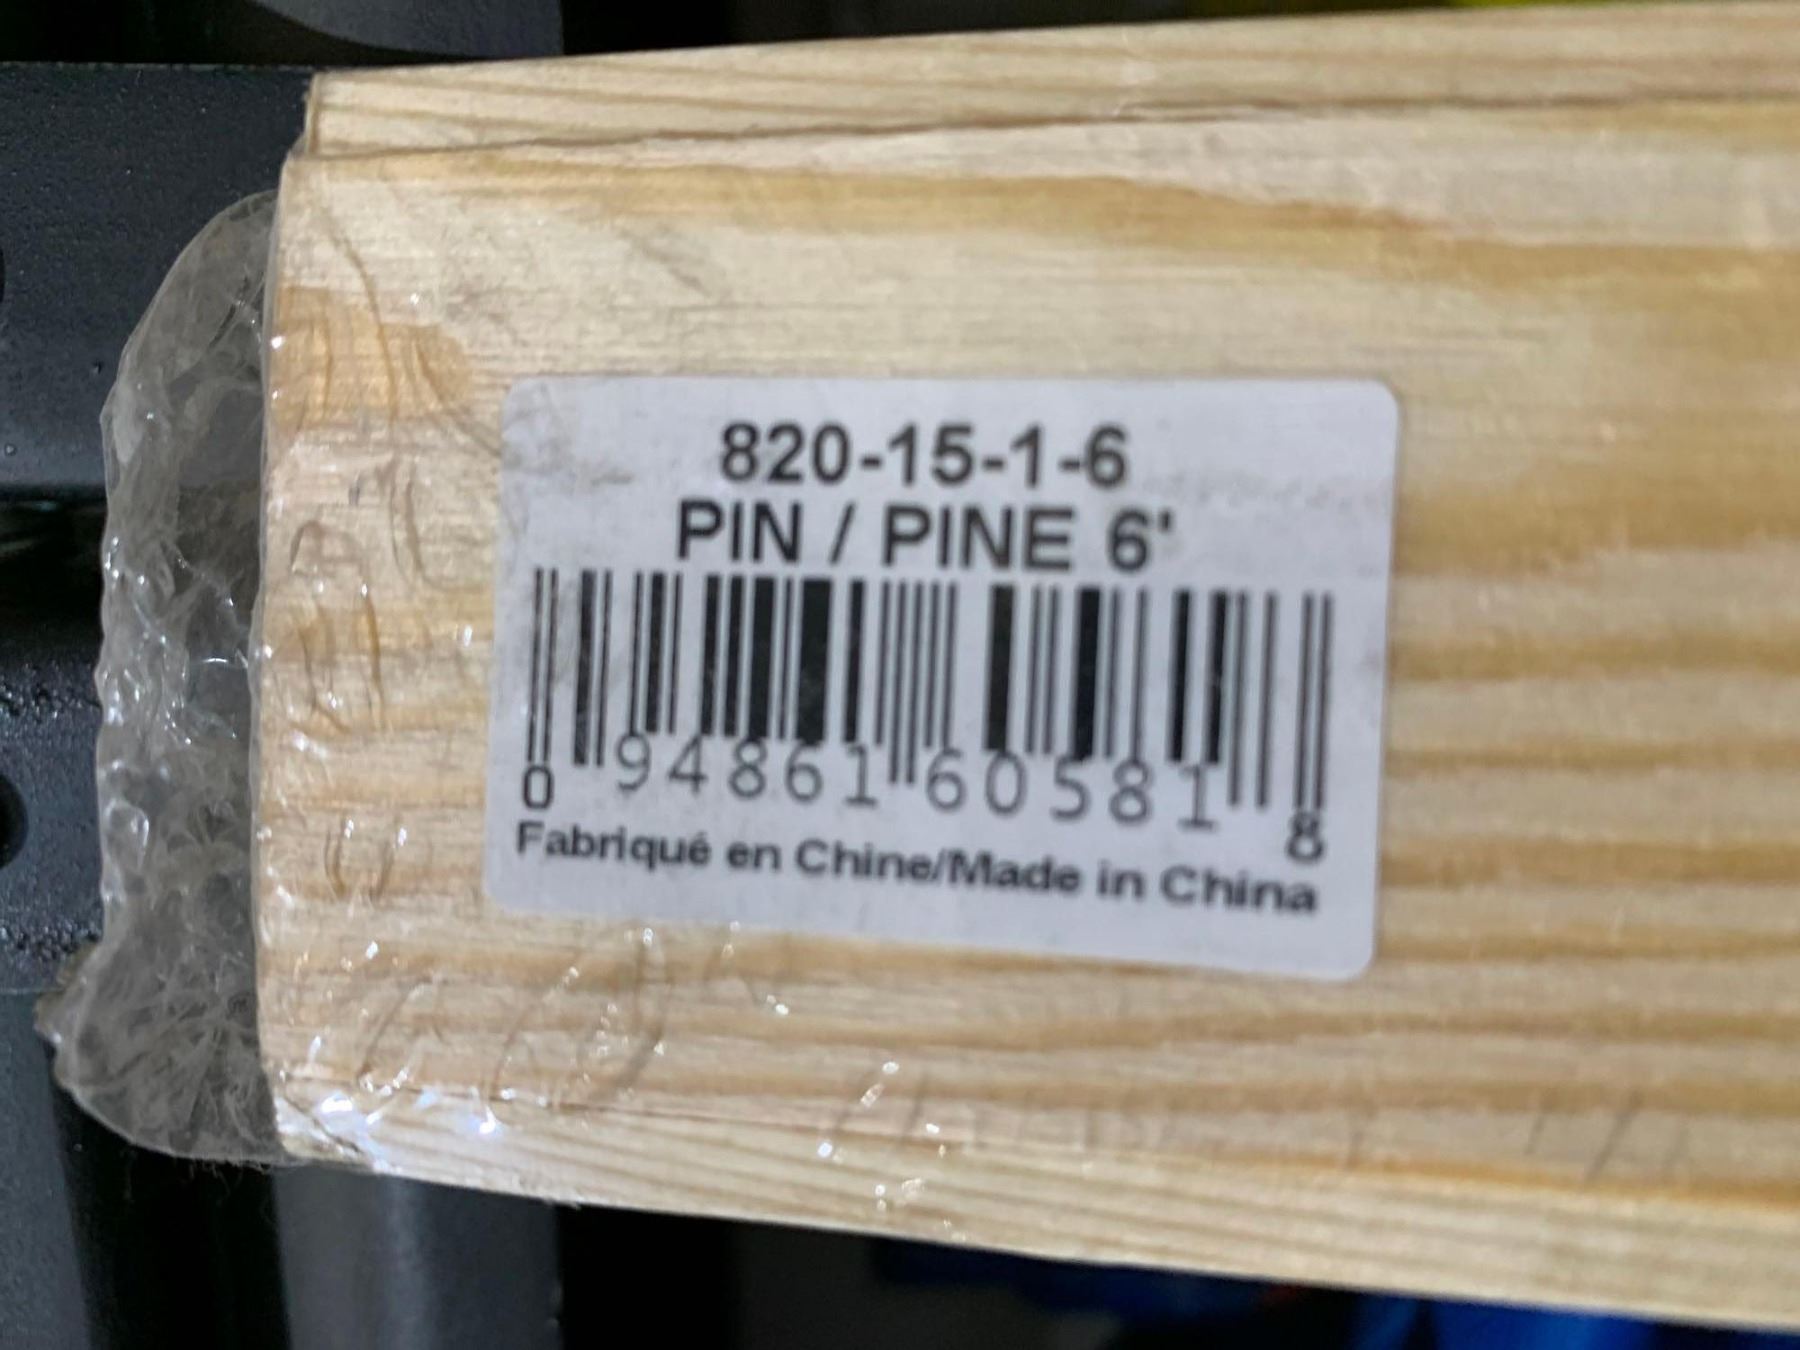 820-15-1-6
PIN / PINE 6'
0 94861 60581 8
Fabriqué en Chine/Made in China